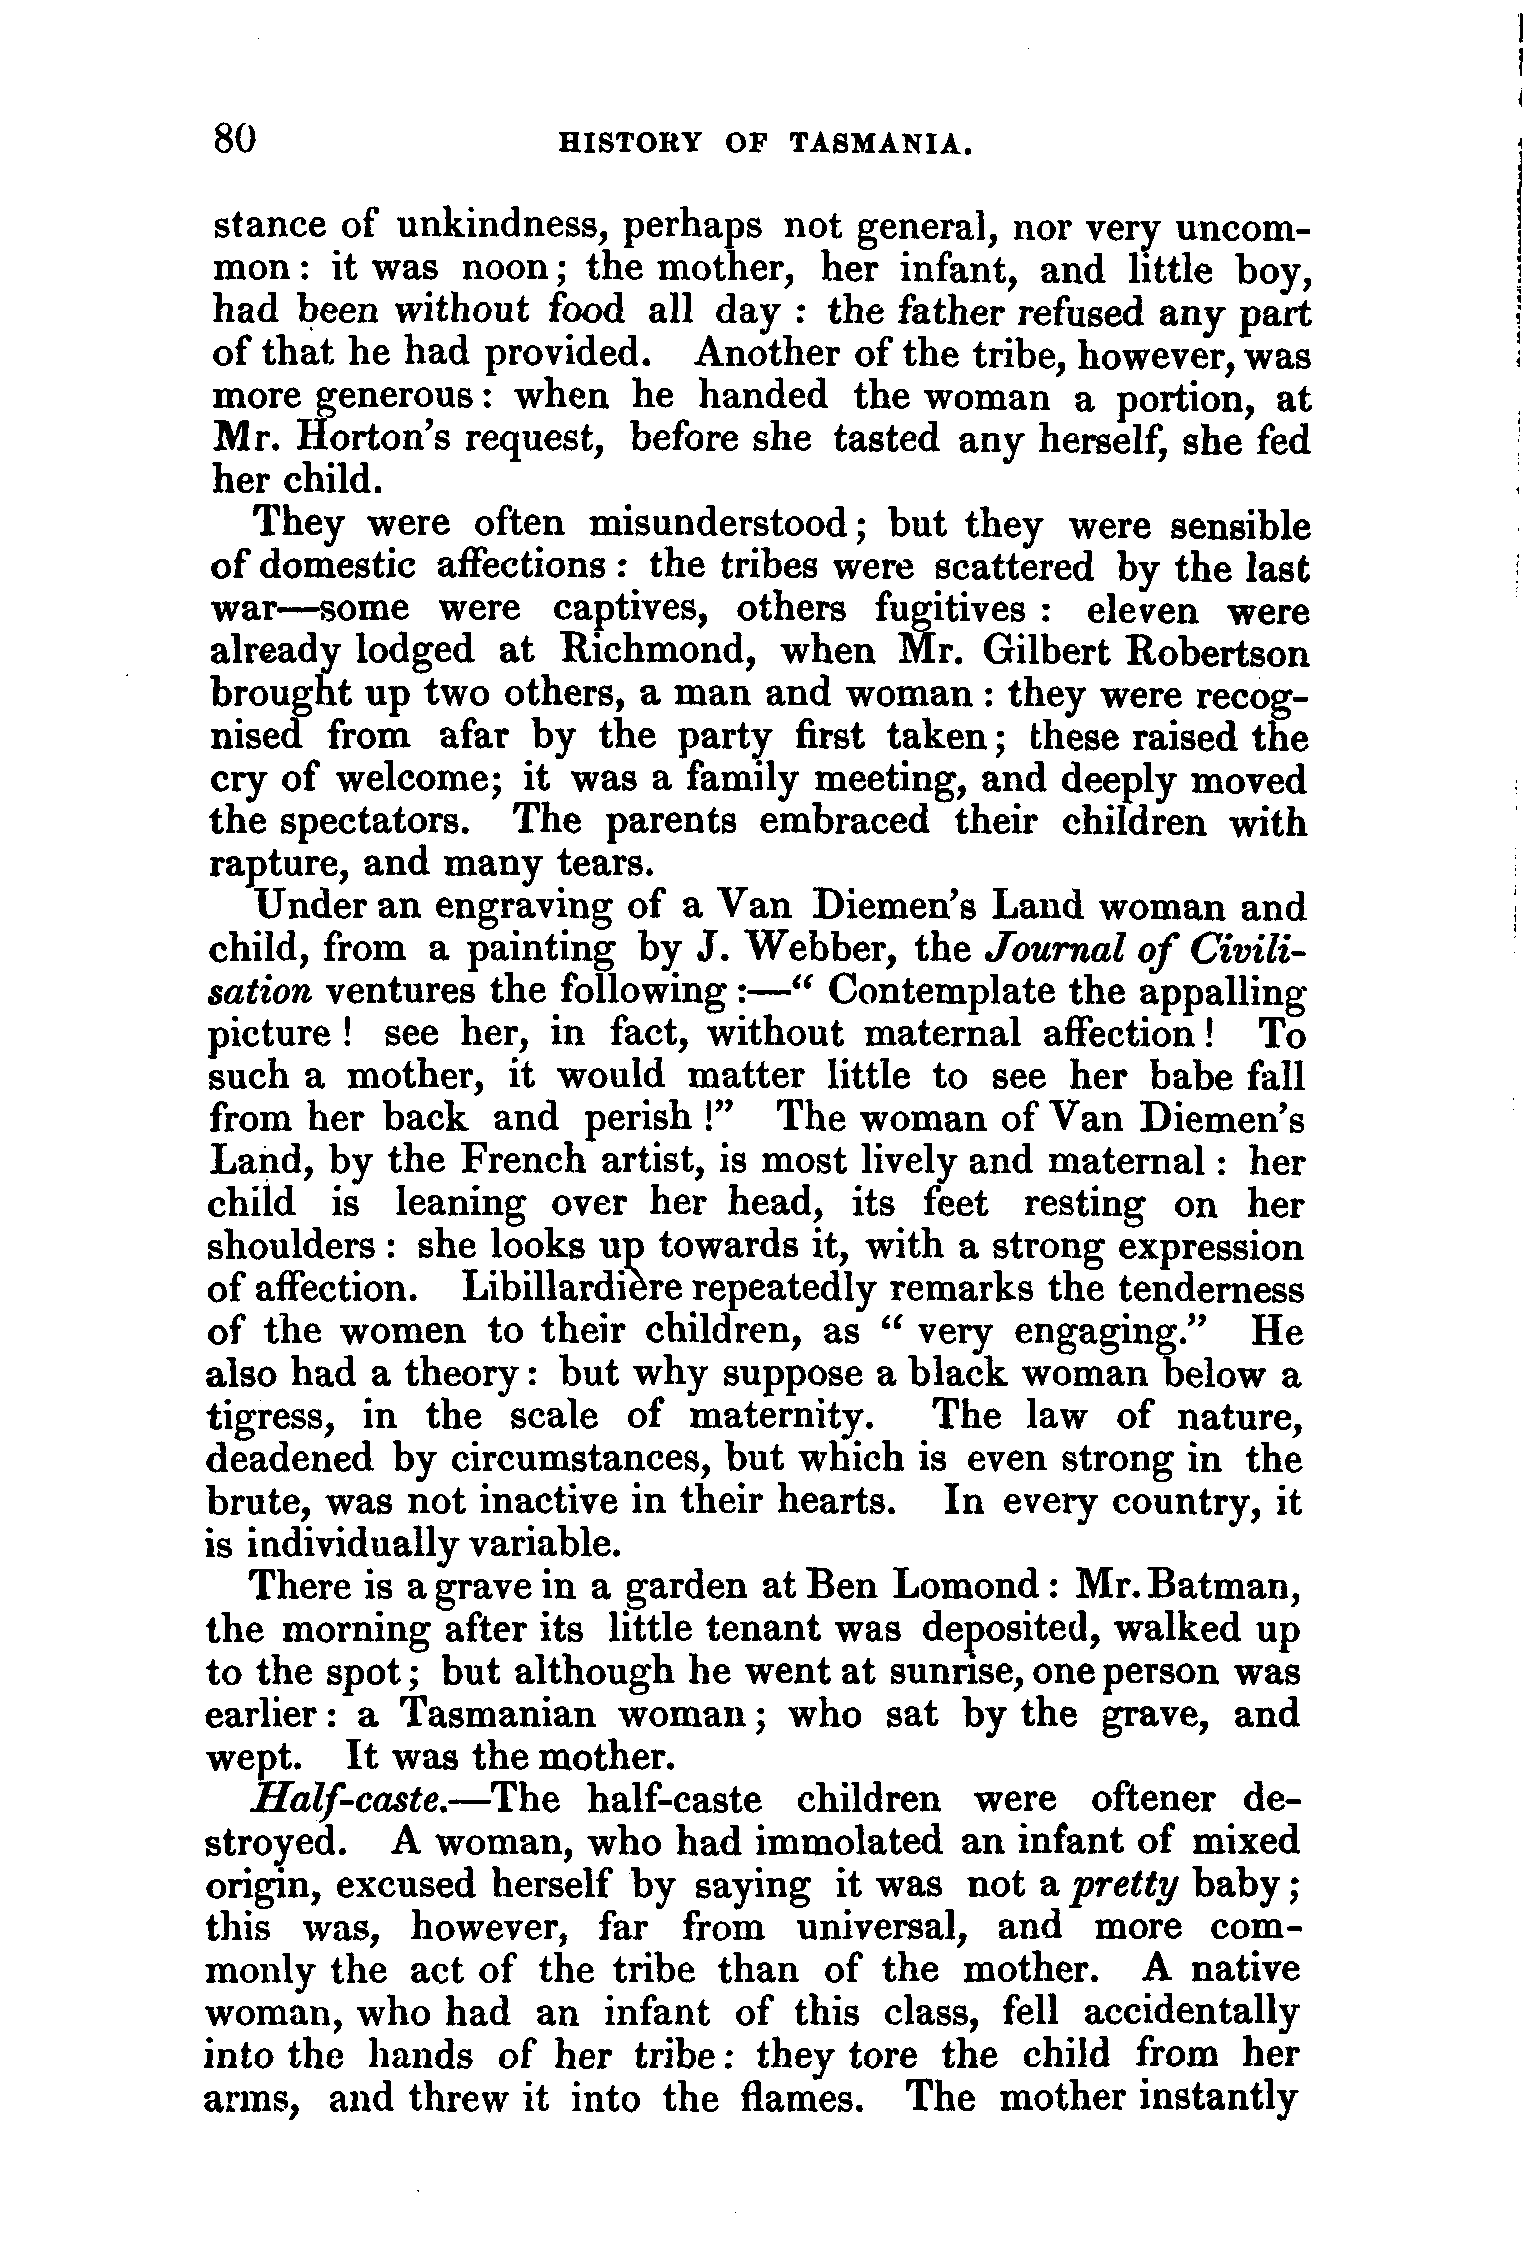 80 HISTORY OF TASMANIA.
stance of unkindness, perhaps not general, nor very uncom-
mon: it was noon; the mother, her infant, and little boy,
had been without food all day : the father refused any part
of that he had provided. Another of the tribe, however, was
more generous: when he handed the woman a portion, at
Mr. Horton's request, before she tasted any herself, she fed
her child.
They were often misunderstood; but they were sensible
of domestic affections : the tribes were scattered by the last
war—some were captives, others fugitives : eleven were
already lodged at Richmond, when Mr. Gilbert Robertson
brought up two others, a man and woman : they were recog-
nised from afar by the party first taken; these raised the
cry of welcome; it was a family meeting, and deeply moved
the spectators. The parents embraced their children with
rapture, and many tears.
Under an engraving of a Van Diemen's Land woman and
child, from a painting by J. Webber, the Journal of Civili-
sation ventures the following :—" Contemplate the appalling
picture ! see her, in fact, without maternal affection ! To
such a mother, it would matter little to see her babe fall
from her back and perish !" The woman of Van Diemen's
Land, by the French artist, is most lively and maternal : her
child is leaning over her head, its feet resting on her
shoulders : she looks up towards it, with a strong expression
of affection. Libillardière repeatedly remarks the tenderness
of the women to their children, as " very engaging." He
also had a theory : but why suppose a black woman below a
tigress, in the scale of maternity. The law of nature,
deadened by circumstances, but which is even strong in the
brute, was not inactive in their hearts. In every country, it
is individually variable.
There is a grave in a garden at Ben Lomond : Mr. Batman,
the morning after its little tenant was deposited, walked up
to the spot; but although he went at sunrise, one person was
earlier : a Tasmanian woman ; who sat by the grave, and
wept. It was the mother.
Half-caste.—The half-caste children were oftener de-
stroyed. A woman, who had immolated an infant of mixed
origin, excused herself by saying it was not a pretty baby ;
this was, however, far from universal, and more com-
monly the act of the tribe than of the mother. A native
woman, who had an infant of this class, fell accidentally
into the hands of her tribe : they tore the child from her
arms, and threw it into the flames. The mother instantly